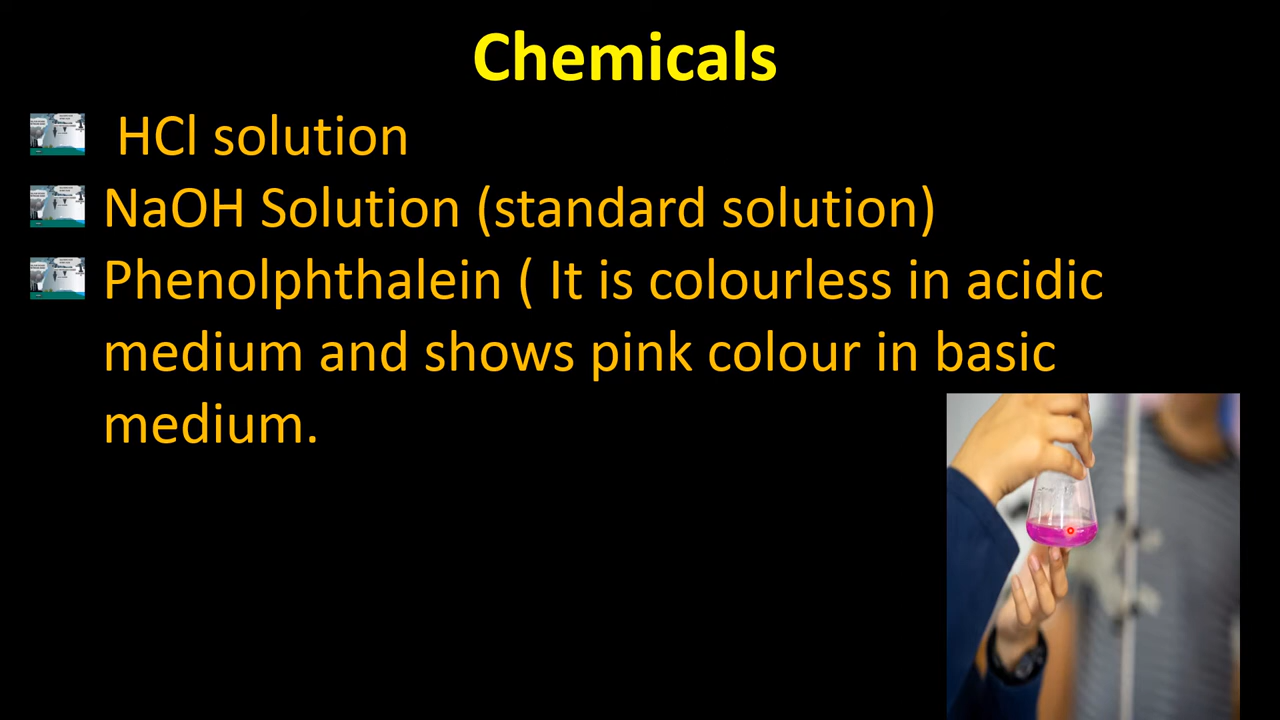 Chemicals
HCl solution
NaOH Solution (standard solution)
Phenolphthalein ( It is colourless in acidic
medium and shows pink colour in basic
medium.